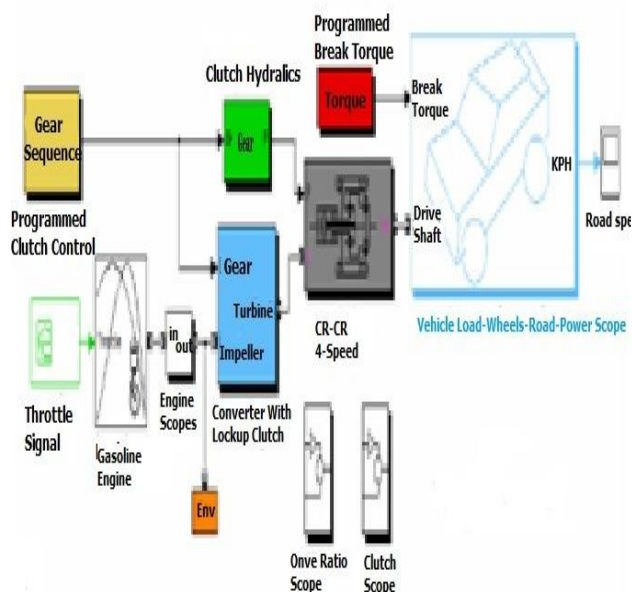 Programmed
Break Torque
Clutch Hydralics
Torque
Break
Torque
Gear
Sequence
Gear
KPH
Road spe
Programmed
Clutch Control
Drive
Shaft
Gear
Turbine
Impeller
in
out
CR-CR
4-Speed
Vehicle Load-Wheels-Road-Power Scope
Throttle
Signal
Gasoline
Engine
Engine
Scopes
Converter With
Lockup Clutch
Env
Onve Ratio
Scope
Clutch
Scope